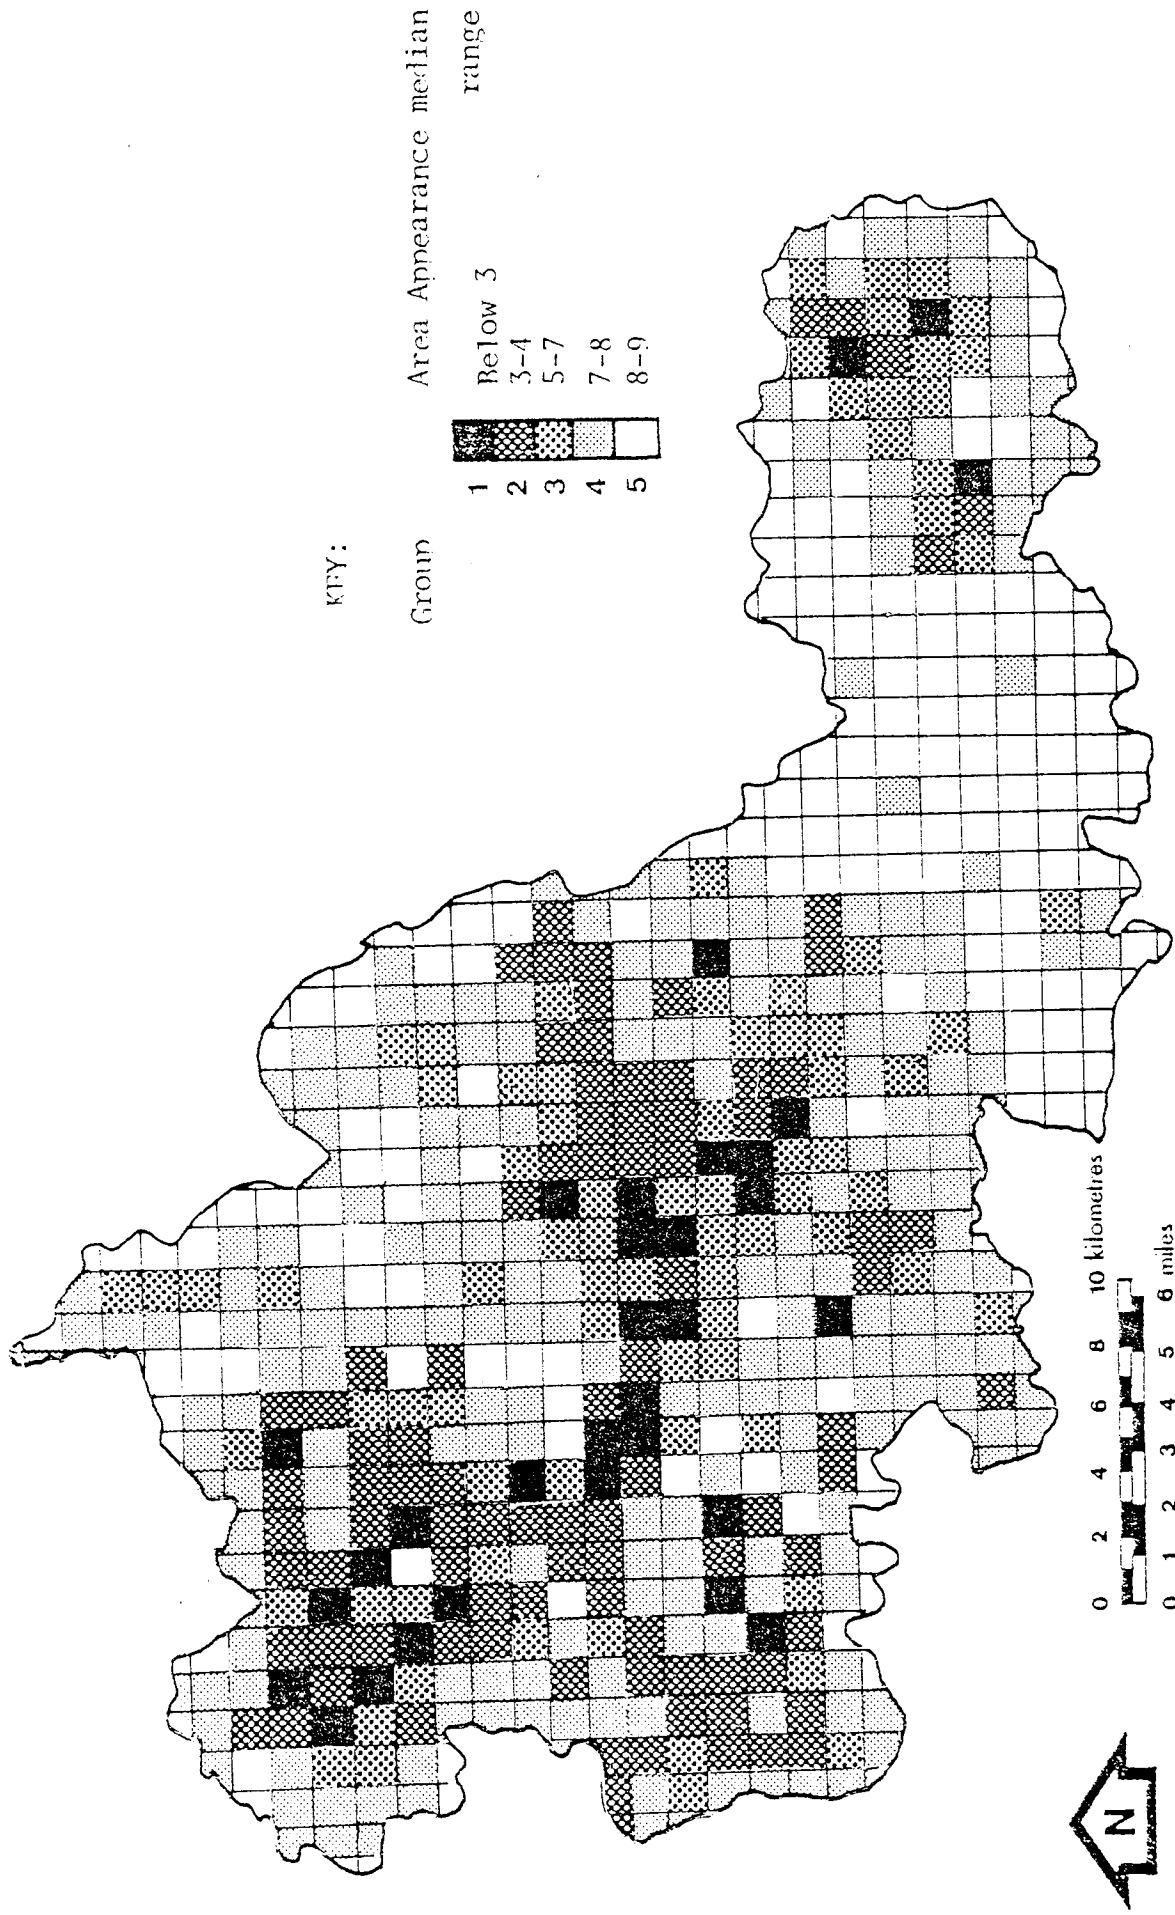 KEY:
Group Area Appearance median range
1 Below 3
2 3-4
3 5-7
4 7-8
5 8-9
0 2 4 6 8 10 kilometres
0 1 2 3 4 5 6 miles
N